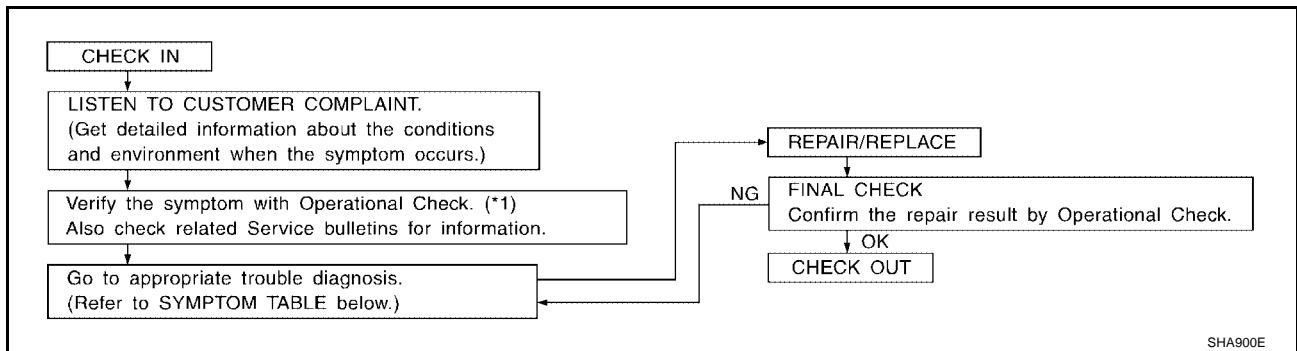 CHECK IN
LISTEN TO CUSTOMER COMPLAINT.
(Get detailed information about the conditions
and environment when the symptom occurs.)
Verify the symptom with Operational Check. (*1)
Also check related Service bulletins for information.
Go to appropriate trouble diagnosis.
(Refer to SYMPTOM TABLE below.)
REPAIR/REPLACE
NG
FINAL CHECK
Confirm the repair result by Operational Check.
OK
CHECK OUT
SHA900E